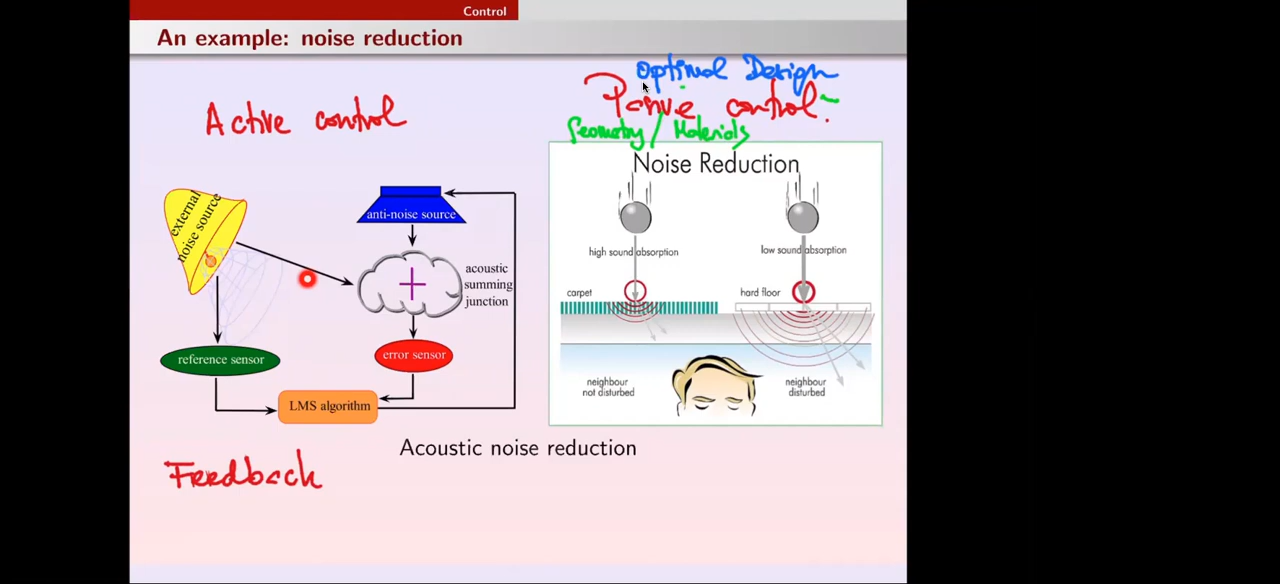 Control
An example: noise reduction
Optimal Design
Active control
Passive control
Geometry / Materials
Noise Reduction
external
noise source
anti-noise source
acoustic
summing
junction
reference sensor
error sensor
LMS algorithm
high sound absorption
low sound absorption
carpet
hard floor
neighbour
not disturbed
neighbour
disturbed
Acoustic noise reduction
Feedback